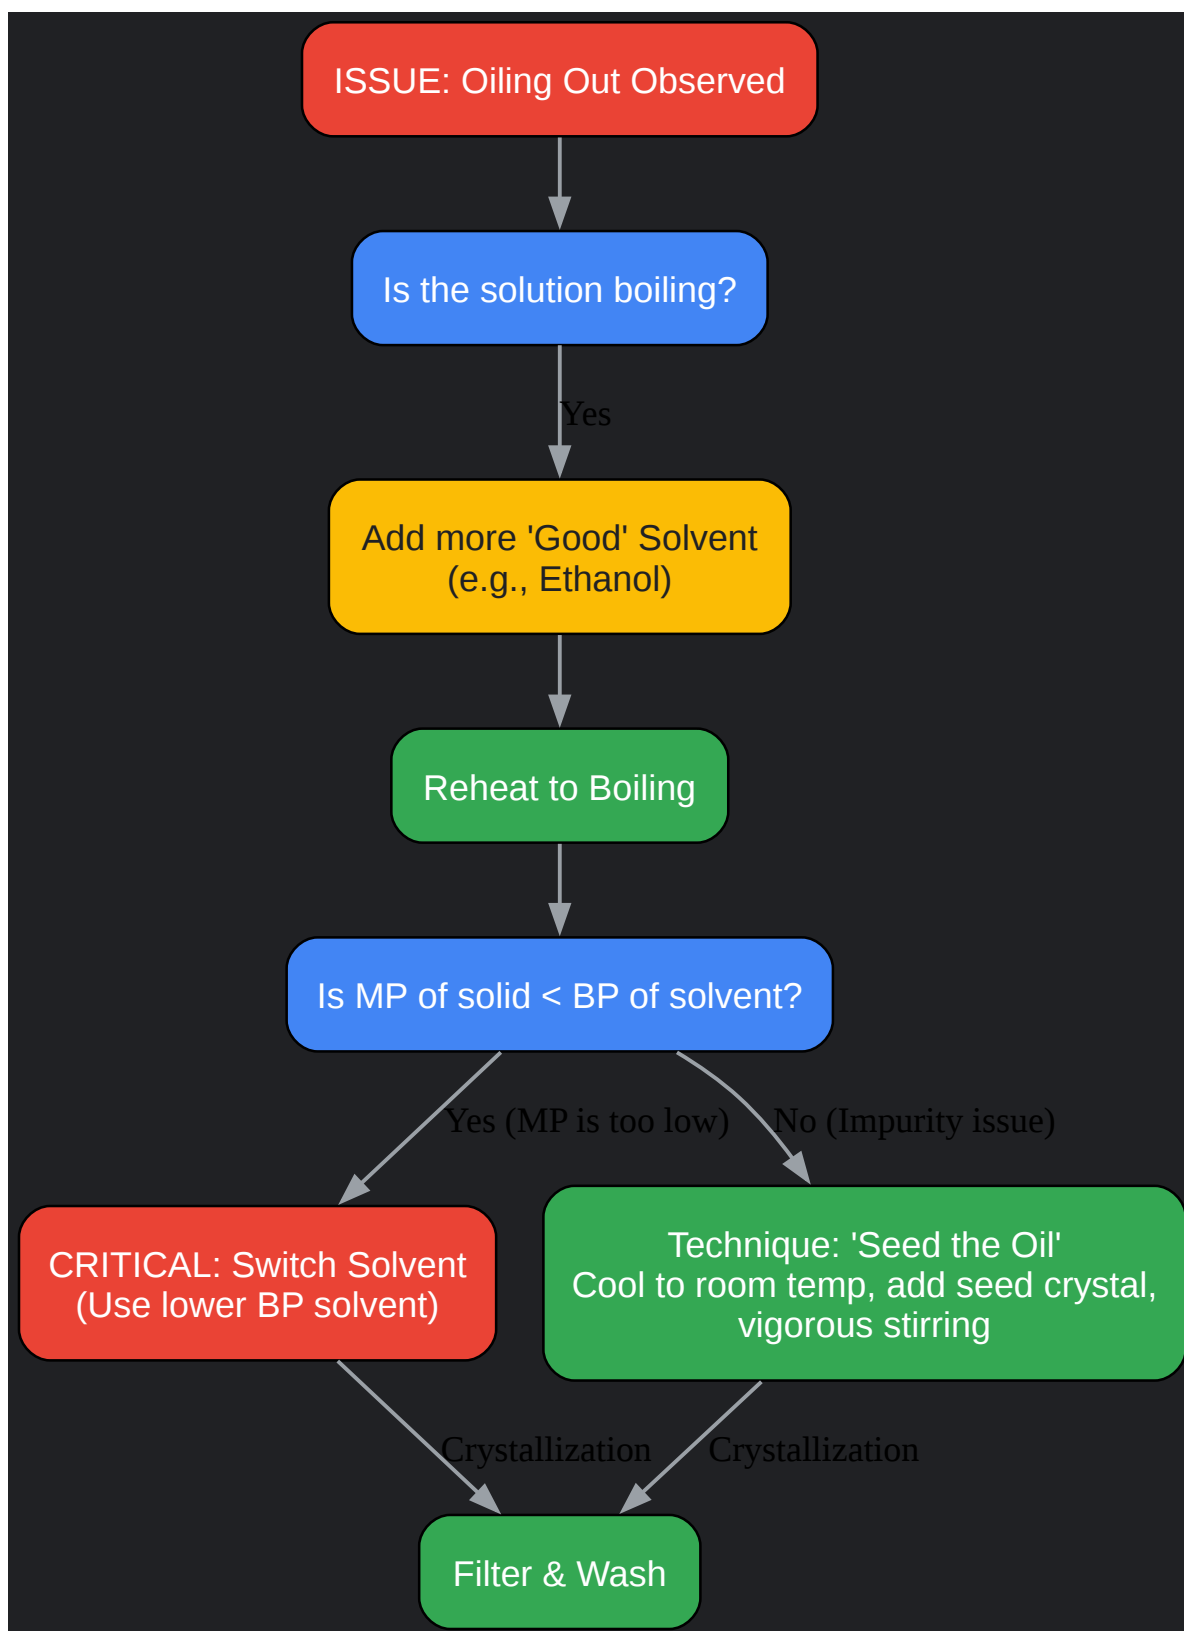 ISSUE: Oiling Out Observed
Is the solution boiling?
Yes
Add more 'Good' Solvent
(e.g., Ethanol)
Reheat to Boiling
Is MP of solid < BP of solvent?
Yes (MP is too low)
No (Impurity issue)
CRITICAL: Switch Solvent
(Use lower BP solvent)
Technique: 'Seed the Oil'
Cool to room temp, add seed crystal,
vigorous stirring
Crystallization
Crystallization
Filter & Wash